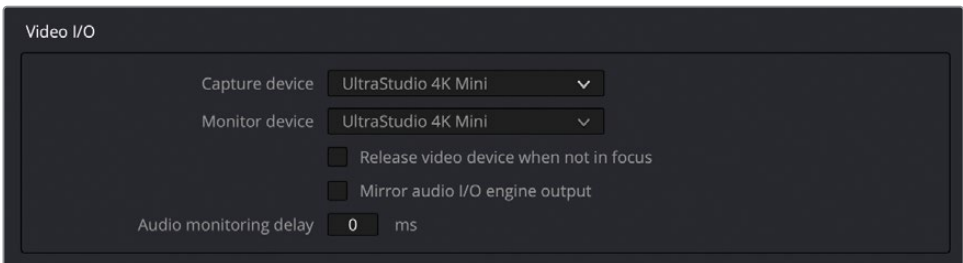 Video I/O
Capture device UltraStudio 4K Mini
Monitor device UltraStudio 4K Mini
Release video device when not in focus
Mirror audio I/O engine output
Audio monitoring delay 0 ms